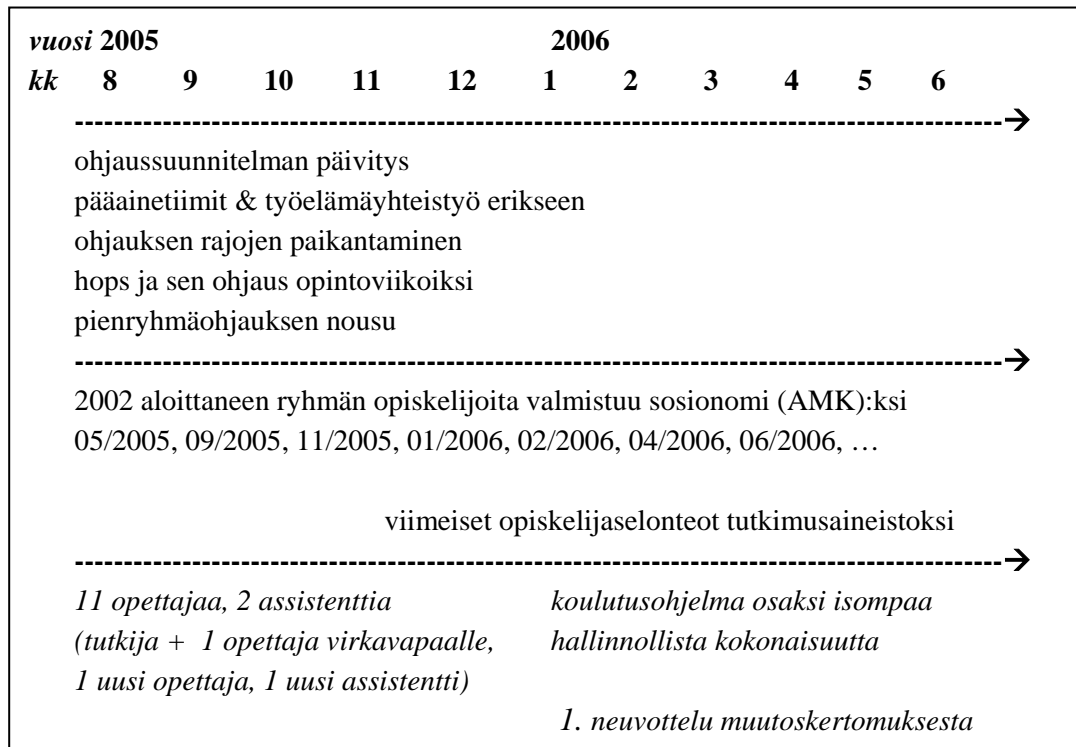 vuosi 2005 2006
kk 8 9 10 11 12 1 2 3 4 5 6
ohjaussuunnitelman päivitys
pääainetiimit & työelämäyhteistyö erikseen
ohjauksen rajojen paikantaminen
hops ja sen ohjaus opintoviikoiksi
pienryhmäohjauksen nousu
2002 aloittaneen ryhmän opiskelijoita valmistuu sosionomi (AMK):ksi
05/2005, 09/2005, 11/2005, 01/2006, 02/2006, 04/2006, 06/2006, …
viimeiset opiskelijaselonteot tutkimusaineistoksi
11 opettajaa, 2 assistenttia
(tutkija + 1 opettaja virkavapaalle,
1 uusi opettaja, 1 uusi assistentti)
koulutusohjelma osaksi isompaa
hallinnollista kokonaisuutta
1. neuvottelu muutoskertomuksesta